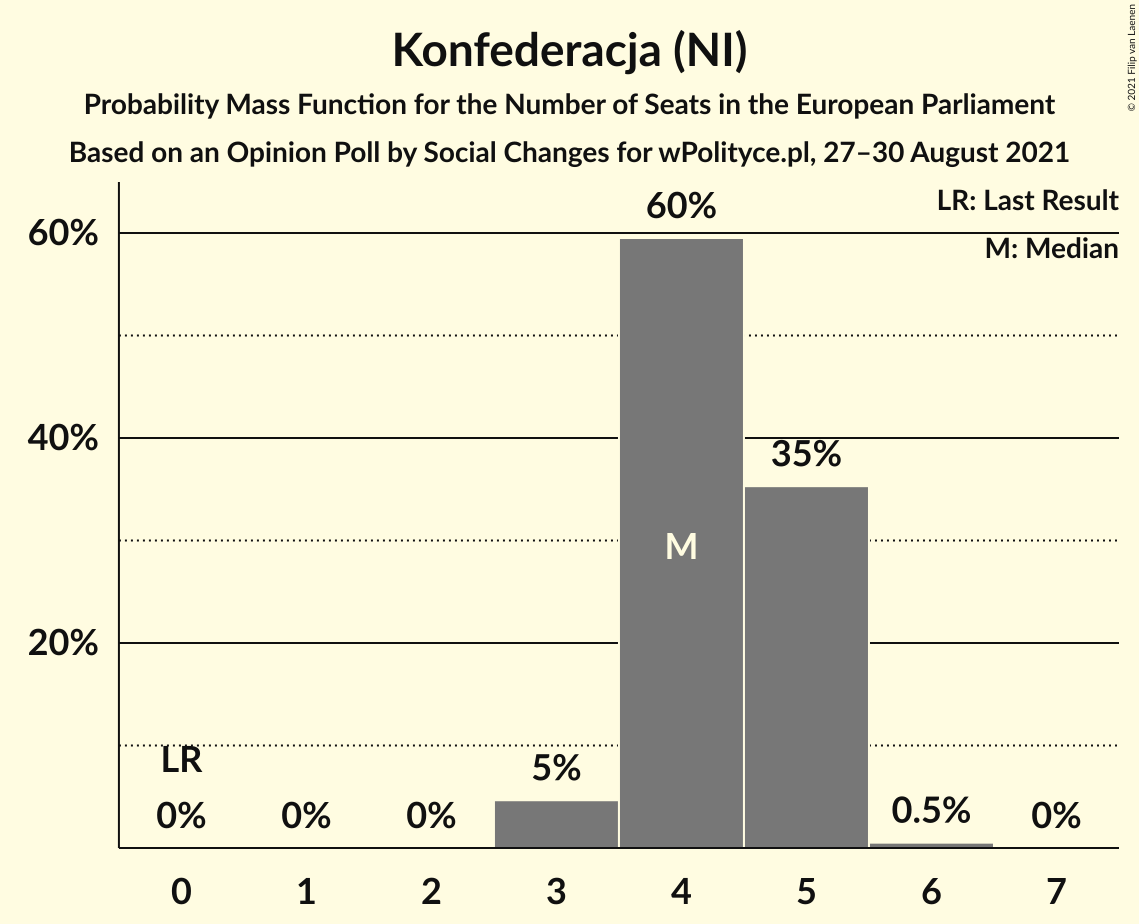 Konfederacja (NI)
Probability Mass Function for the Number of Seats in the European Parliament
Based on an Opinion Poll by Social Changes for wPolityce.pl, 27–30 August 2021
© 2021 Filip van Laenen
LR: Last Result
M: Median
60%
60%
40%
35%
M
20%
LR
5%
0% 0% 0% 0.5% 0%
0 1 2 3 4 5 6 7